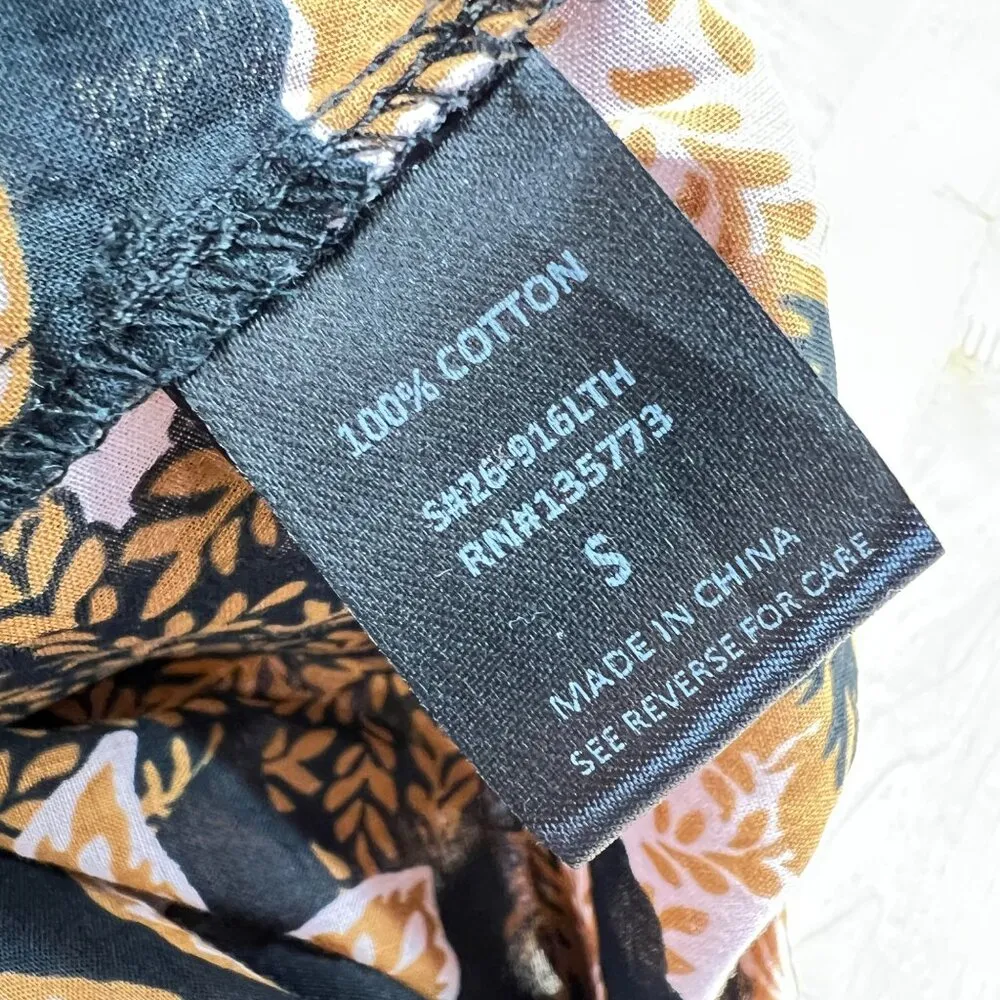 100% COTTON
S#26-916LTH
RN#135773
S
MADE IN CHINA
SEE REVERSE FOR CARE